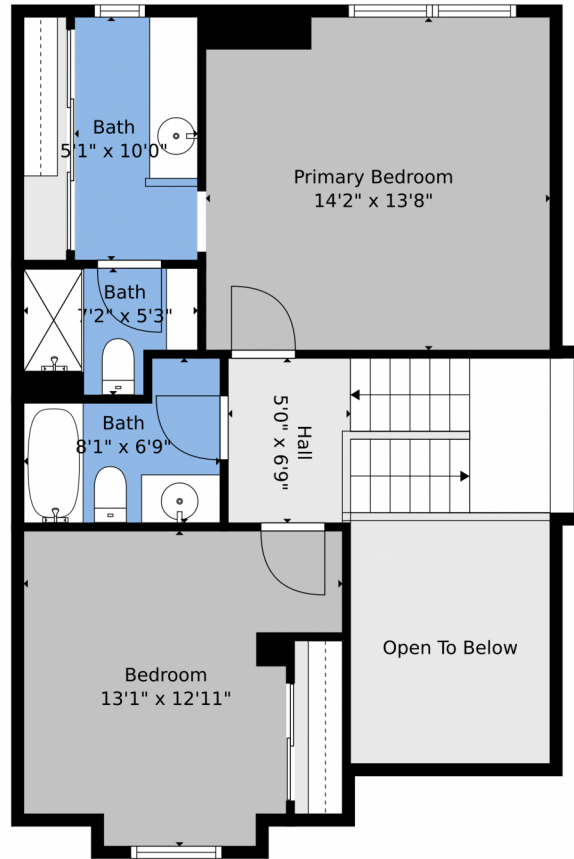 Bath
5'1" x 10'0"
Primary Bedroom
14'2" x 13'8"
Bath
7'2" x 5'3"
Bath
8'1" x 6'9"
Hall
5'0" x 6'9"
Open To Below
Bedroom
13'1" x 12'11"